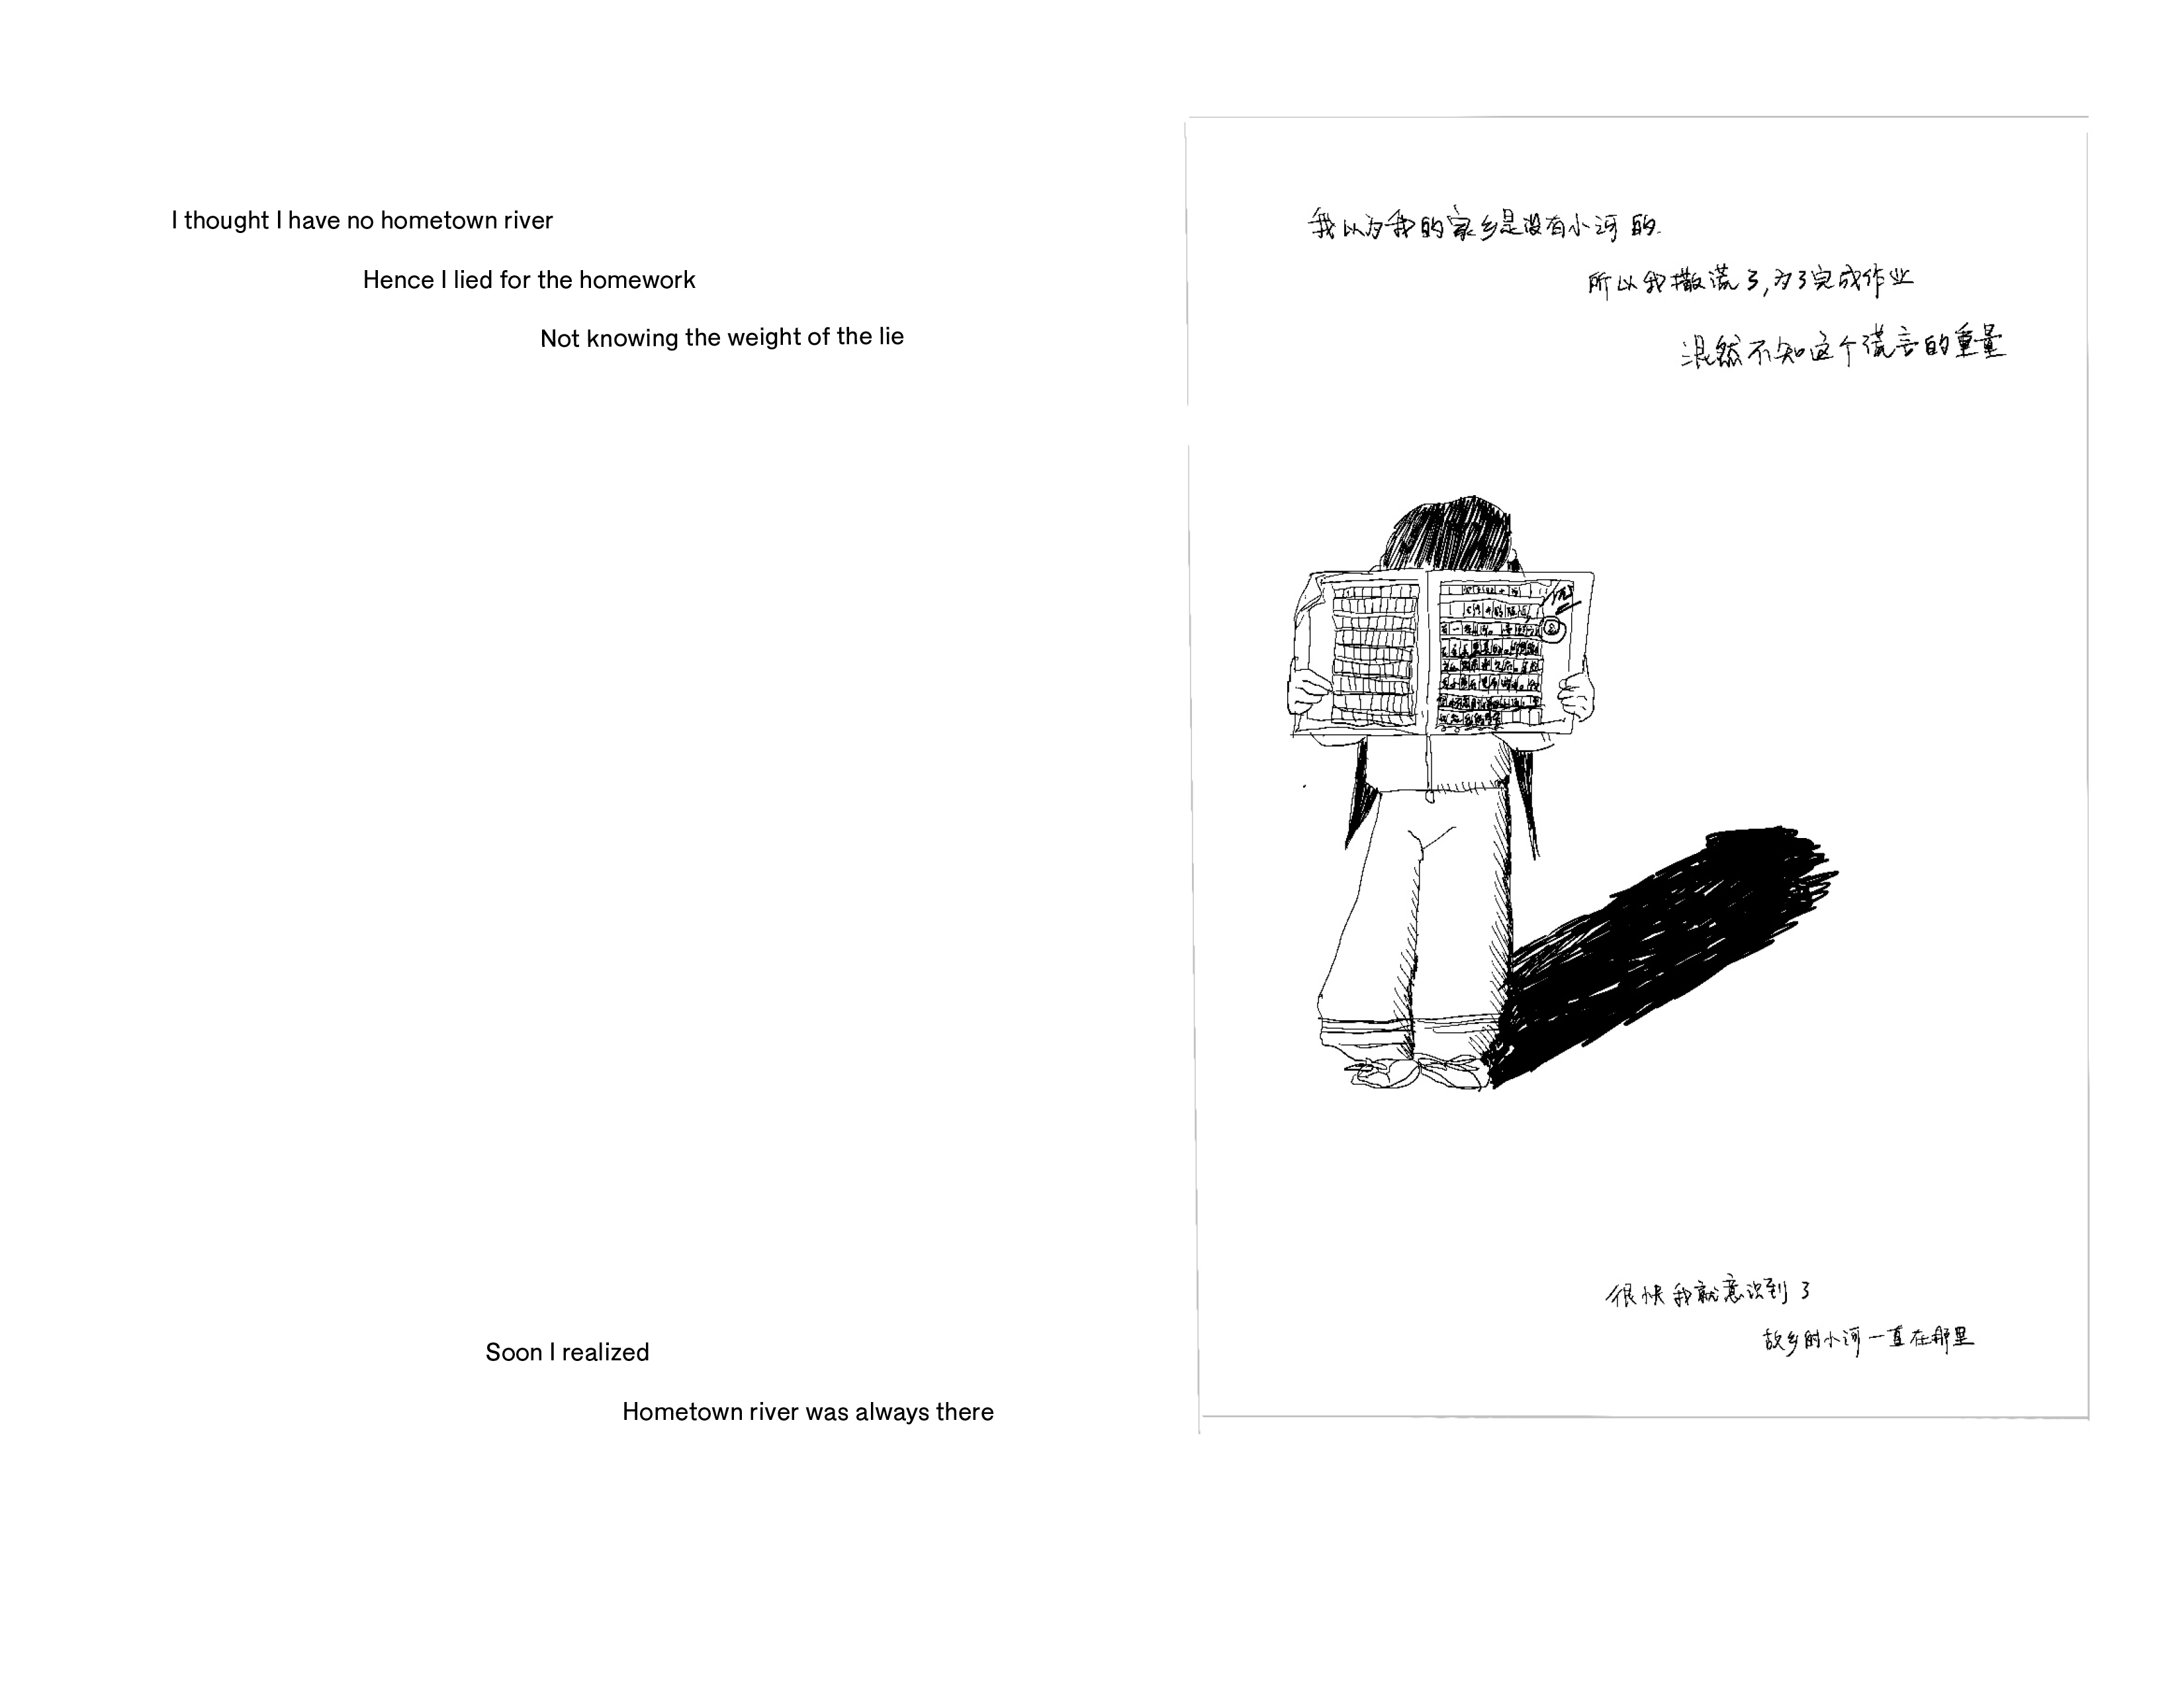 I thought I have no hometown river
Hence I lied for the homework
Not knowing the weight of the lie
Soon I realized
Hometown river was always there
我以为我的家乡是没有小河的.
所以我撒谎了,为了完成作业
混然不知这个谎言的重量
很快我就意识到了
故乡的小河一直在那里